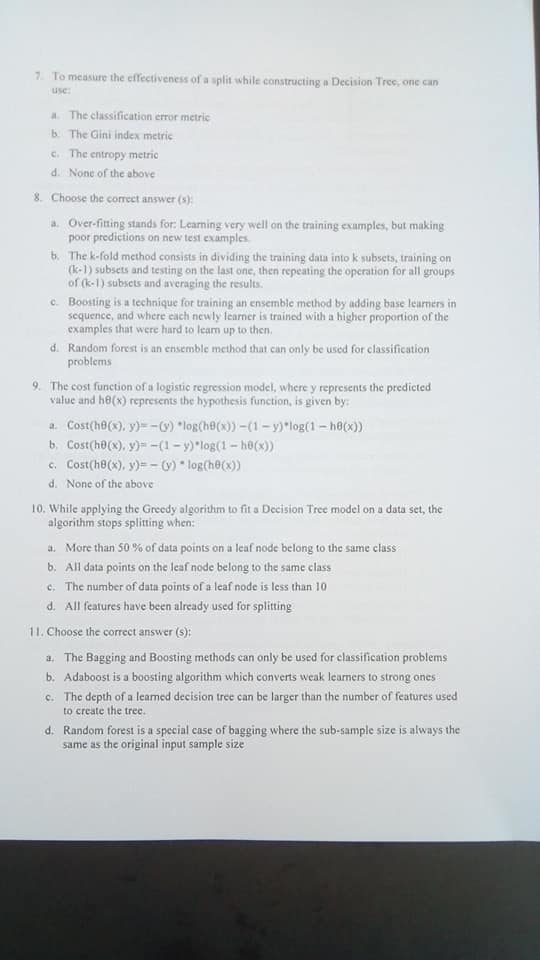 7. To measure the effectiveness of a split while constructing a Decision Tree, one can
use:
a. The classification error metric
b. The Gini index metric
c. The entropy metric
d. None of the above
8. Choose the correct answer (s):
a. Over-fitting stands for: Learning very well on the training examples, but making
poor predictions on new test examples.
b. The k-fold method consists in dividing the training data into k subsets, training on
(k-1) subsets and testing on the last one, then repeating the operation for all groups
of (k-1) subsets and averaging the results.
c. Boosting is a technique for training an ensemble method by adding base learners in
sequence, and where each newly learner is trained with a higher proportion of the
examples that were hard to learn up to then.
d. Random forest is an ensemble method that can only be used for classification
problems
9. The cost function of a logistic regression model, where y represents the predicted
value and hθ(x) represents the hypothesis function, is given by:
a. Cost(hθ(x), y)= −(y) *log(hθ(x)) −(1 − y)*log(1 − hθ(x))
b. Cost(hθ(x), y)= −(1 − y)*log(1 − hθ(x))
c. Cost(hθ(x), y)= − (y) * log(hθ(x))
d. None of the above
10. While applying the Greedy algorithm to fit a Decision Tree model on a data set, the
algorithm stops splitting when:
a. More than 50 % of data points on a leaf node belong to the same class
b. All data points on the leaf node belong to the same class
c. The number of data points of a leaf node is less than 10
d. All features have been already used for splitting
11. Choose the correct answer (s):
a. The Bagging and Boosting methods can only be used for classification problems
b. Adaboost is a boosting algorithm which converts weak learners to strong ones
c. The depth of a learned decision tree can be larger than the number of features used
to create the tree.
d. Random forest is a special case of bagging where the sub-sample size is always the
same as the original input sample size